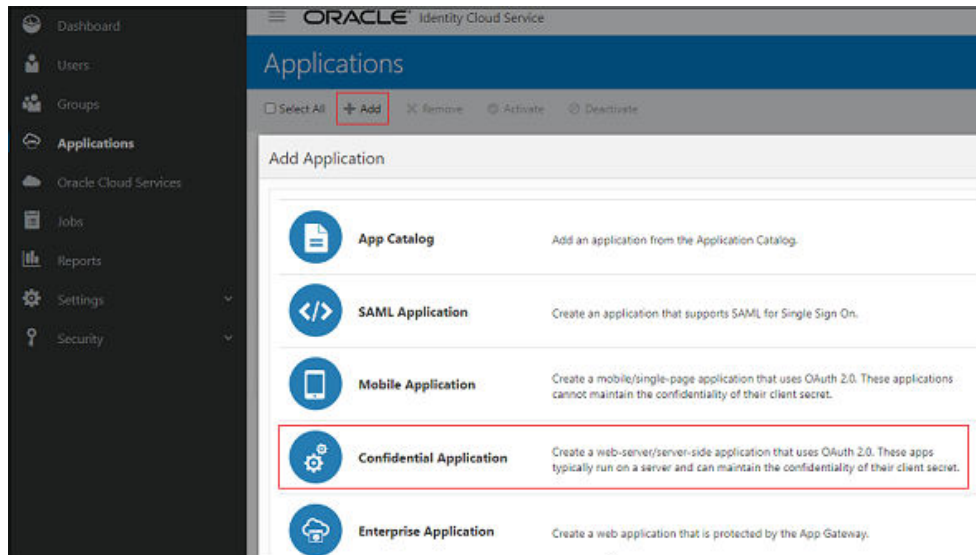 Dashboard
Users
Groups
Applications
Oracle Cloud Services
Jobs
Reports
Settings
Security
ORACLE® Identity Cloud Service
Applications
Select All + Add Remove Activate Deactivate
Add Application
App Catalog
Add an application from the Application Catalog.
SAML Application
Create an application that supports SAML for Single Sign On.
Mobile Application
Create a mobile/single-page application that uses OAuth 2.0. These applications
cannot maintain the confidentiality of their client secret.
Confidential Application
Create a web-server/server-side application that uses OAuth 2.0. These apps
typically run on a server and can maintain the confidentiality of their client secret.
Enterprise Application
Create a web application that is protected by the App Gateway.